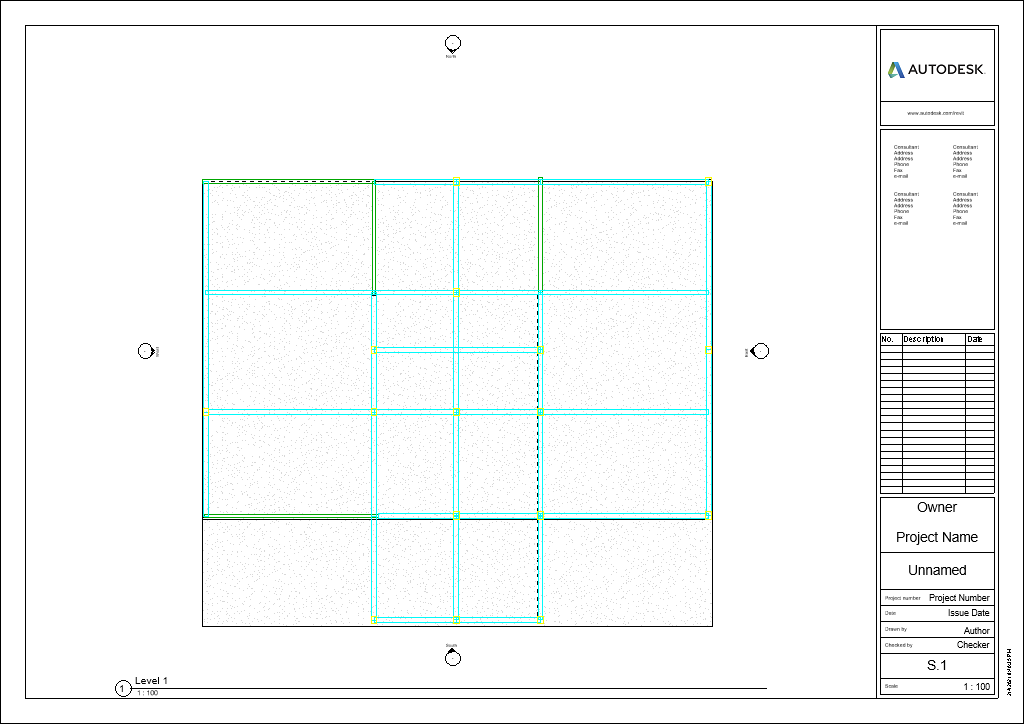 North
East
East
South
1
Level 1
1 : 100
AUTODESK.
www.autodesk.com/revit
Consultant
Address
Address
Phone
Fax
e-mail
Consultant
Address
Address
Phone
Fax
e-mail
Consultant
Address
Address
Phone
Fax
e-mail
Consultant
Address
Address
Phone
Fax
e-mail
No. Description Date
Owner
Project Name
Unnamed
Project number Project Number
Date Issue Date
Drawn by Author
Checked by Checker
S.1
Scale 1 : 100